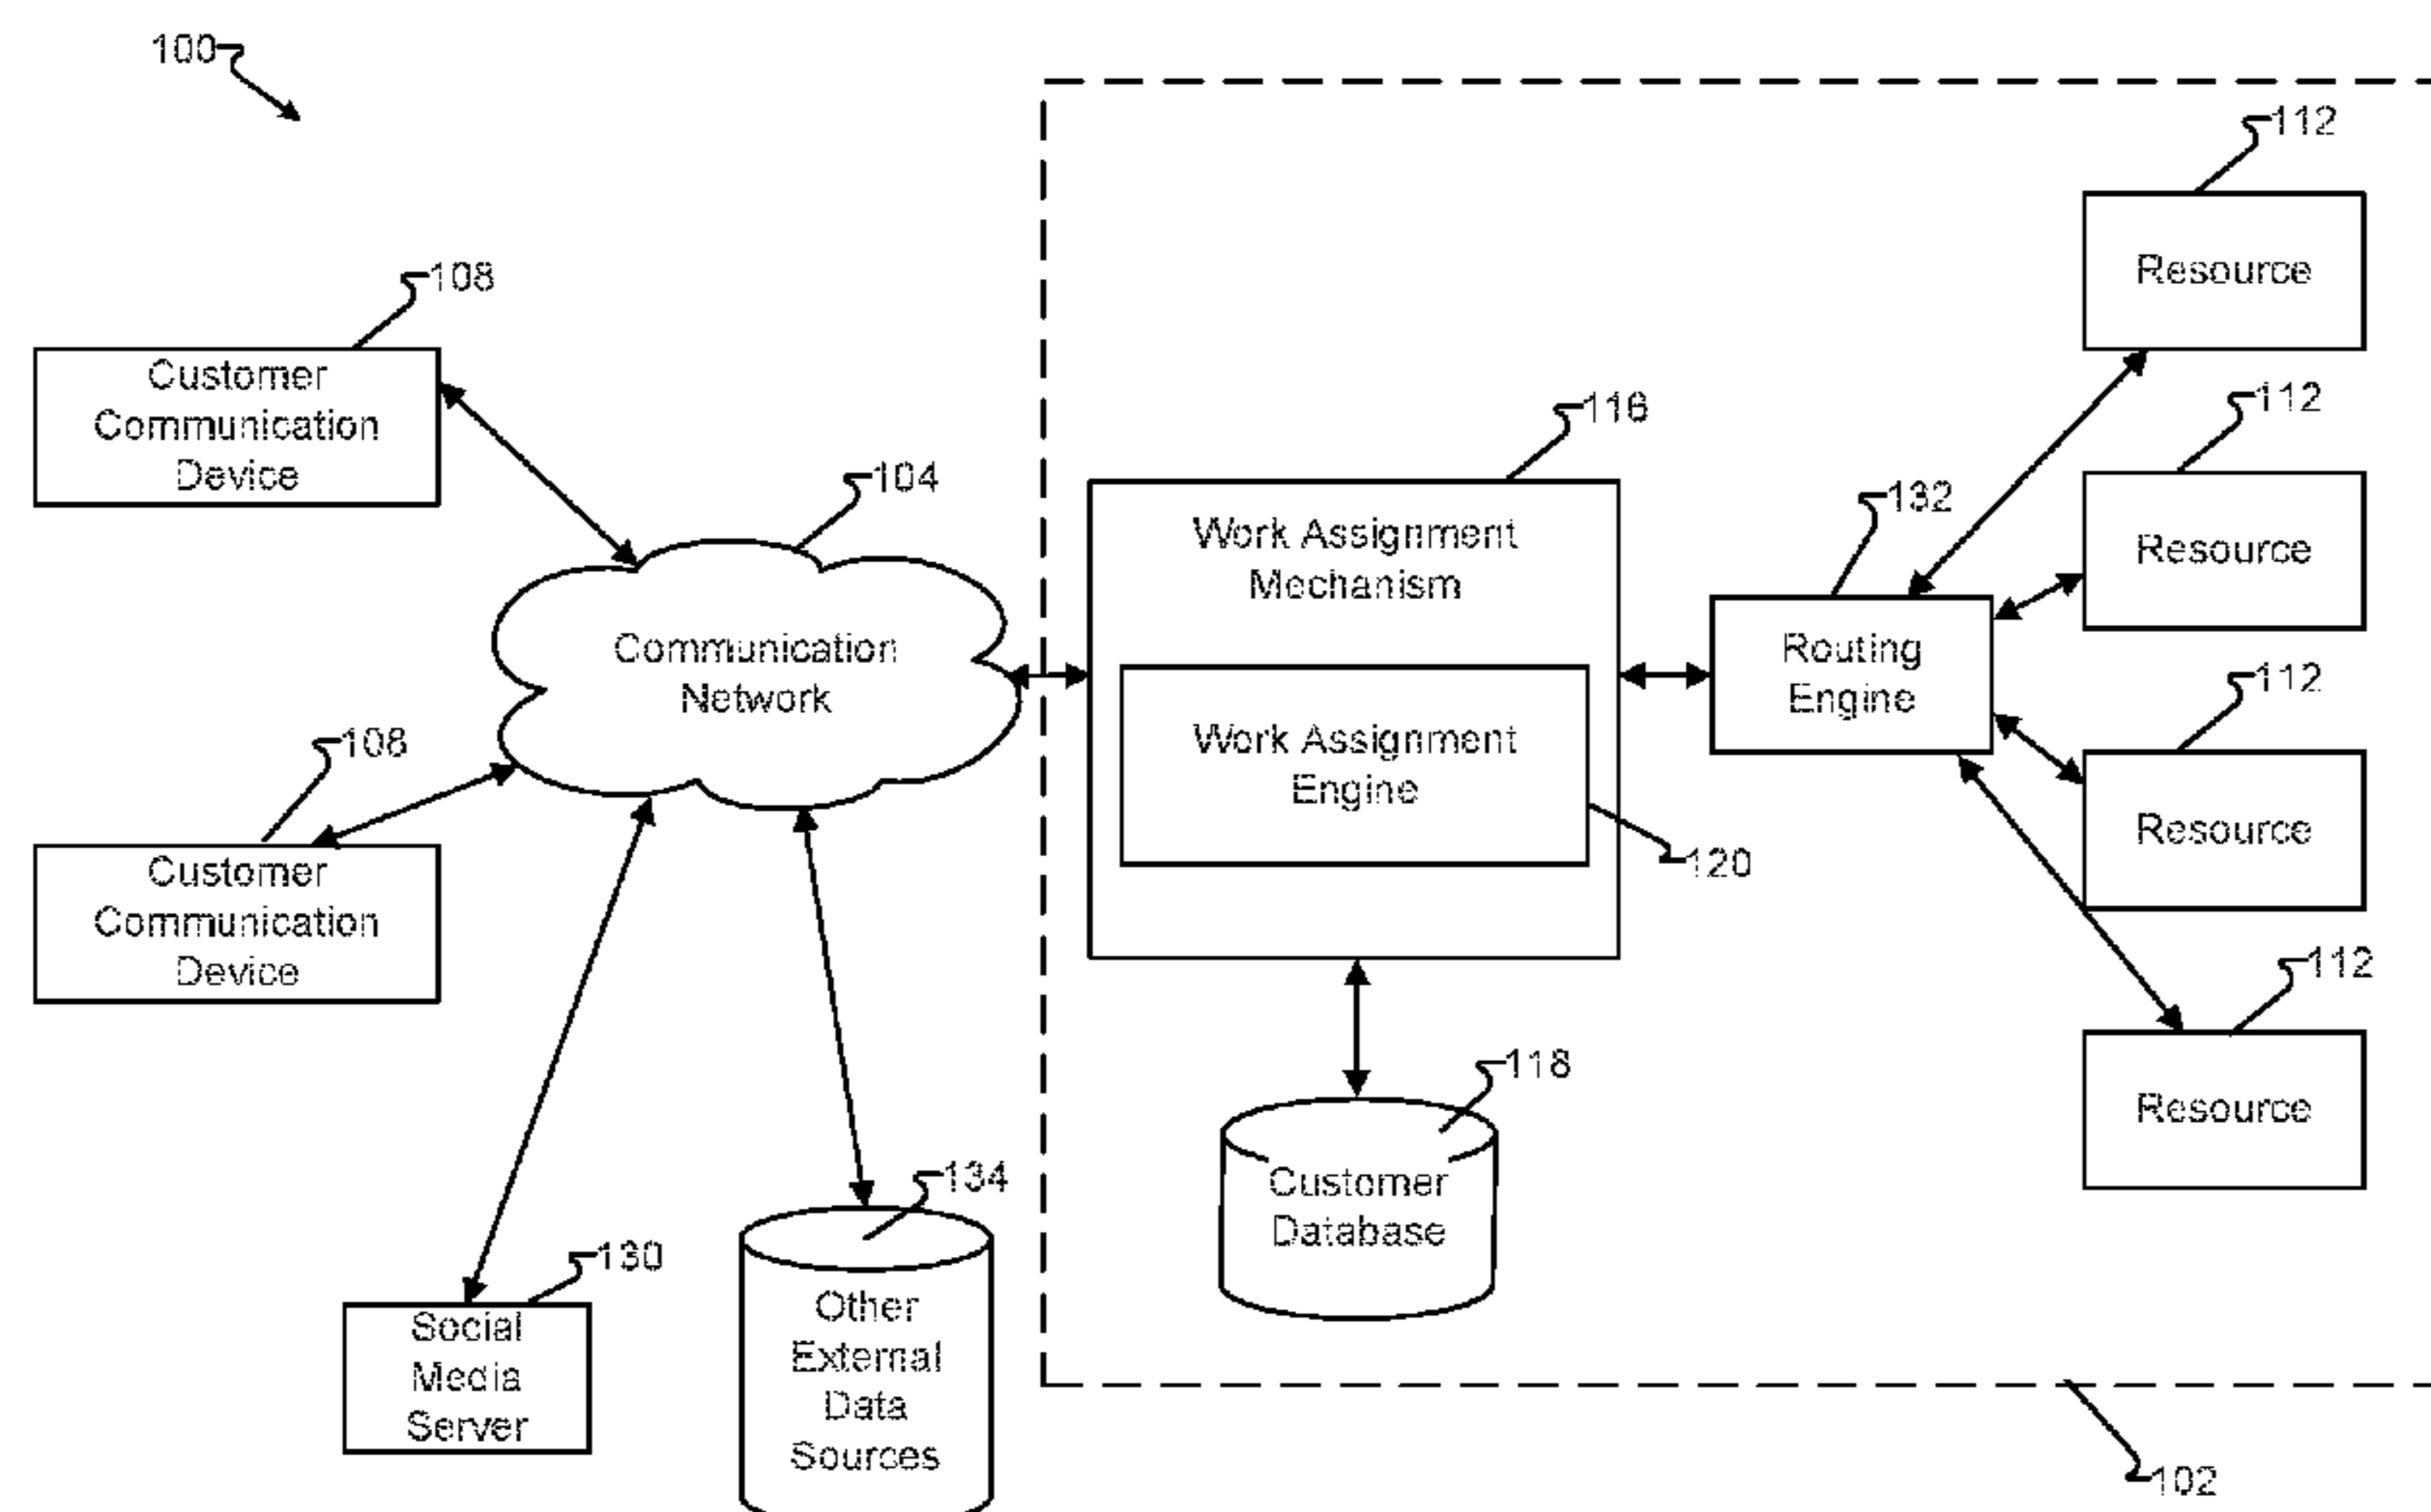 100
112
Resource
108
Customer
Communication
Device
112
Resource
116
Work Assignment
Mechanism
104
132
Routing
Engine
Communication
Network
112
Resource
Work Assignment
Engine
120
108
Customer
Communication
Device
112
Resource
118
Customer
Database
134
Other
External
Data
Sources
130
Social
Media
Server
102